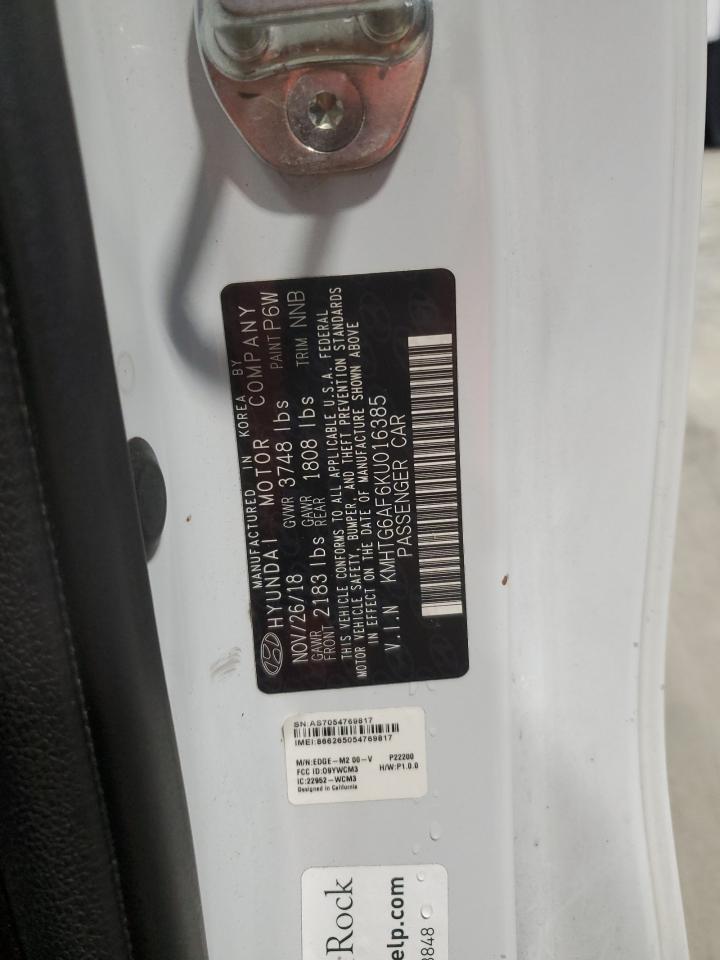 MANUFACTURED IN KOREA BY
HYUNDAI MOTOR COMPANY
NOV/26/18 GVWR 3748 lbs PAINT P6W
GAWR FRONT 2183 lbs GAWR REAR 1808 lbs TRIM NNB
THIS VEHICLE CONFORMS TO ALL APPLICABLE U.S.A. FEDERAL
MOTOR VEHICLE SAFETY, BUMPER, AND THEFT PREVENTION STANDARDS
IN EFFECT ON THE DATE OF MANUFACTURE SHOWN ABOVE
V.I.N KMHTG6AF6KU016385
PASSENGER CAR
SN:AS7054769817
IMEI:866265054769817
M/N:EDGE-M2 00-V P22200
FCC ID:O9YWCM3 H/W:P1.0.0
IC:22952-WCM3
Designed in California
Rock
elp.com
3848